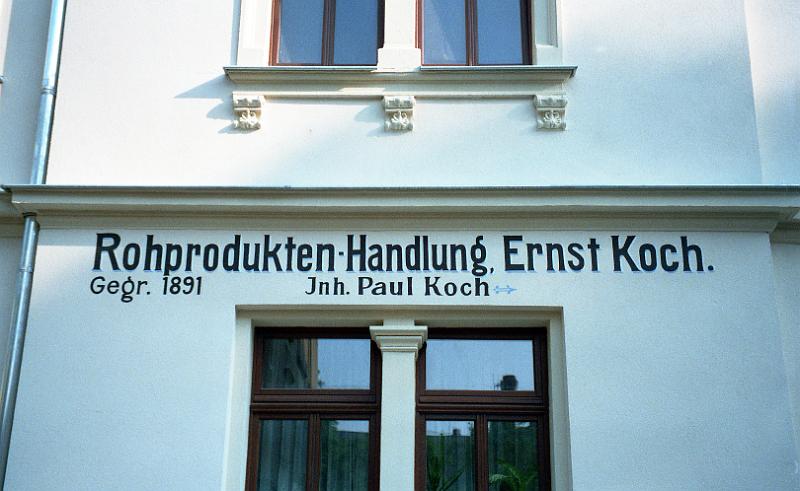 Rohprodukten-Handlung, Ernst Koch.
Gegr. 1891 Jnh. Paul Koch